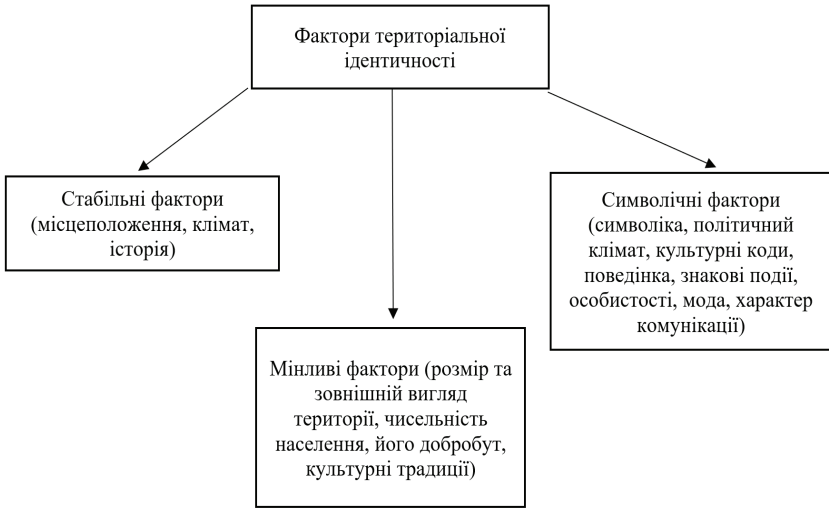 Фактори територіальної
ідентичності
Стабільні фактори
(місцеположення, клімат,
історія)
Символічні фактори
(символіка, політичний
клімат, культурні коди,
поведінка, знакові події,
особистості, мода, характер
комунікації)
Мінливі фактори (розмір та
зовнішній вигляд
території, чисельність
населення, його добробут,
культурні традиції)